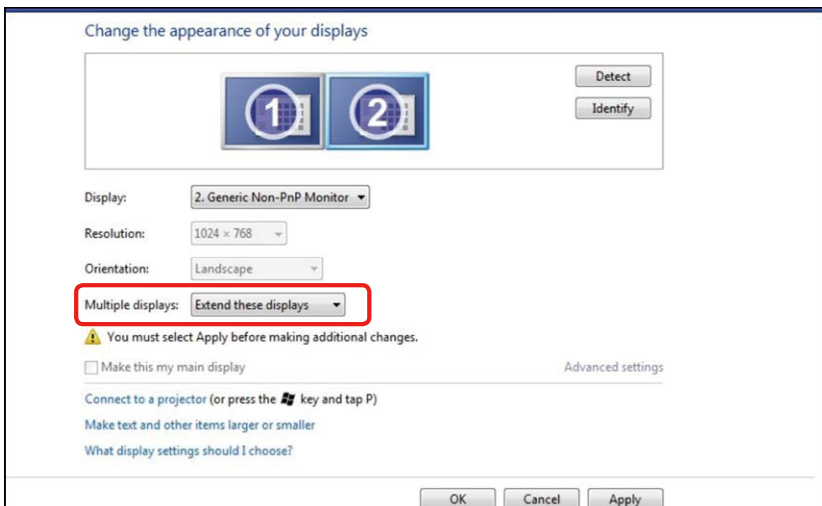 Change the appearance of your displays
1 2
Detect
Identify
Display: 2. Generic Non-PnP Monitor
Resolution: 1024 × 768
Orientation: Landscape
Multiple displays: Extend these displays
You must select Apply before making additional changes.
Make this my main display Advanced settings
Connect to a projector (or press the key and tap P)
Make text and other items larger or smaller
What display settings should I choose?
OK Cancel Apply